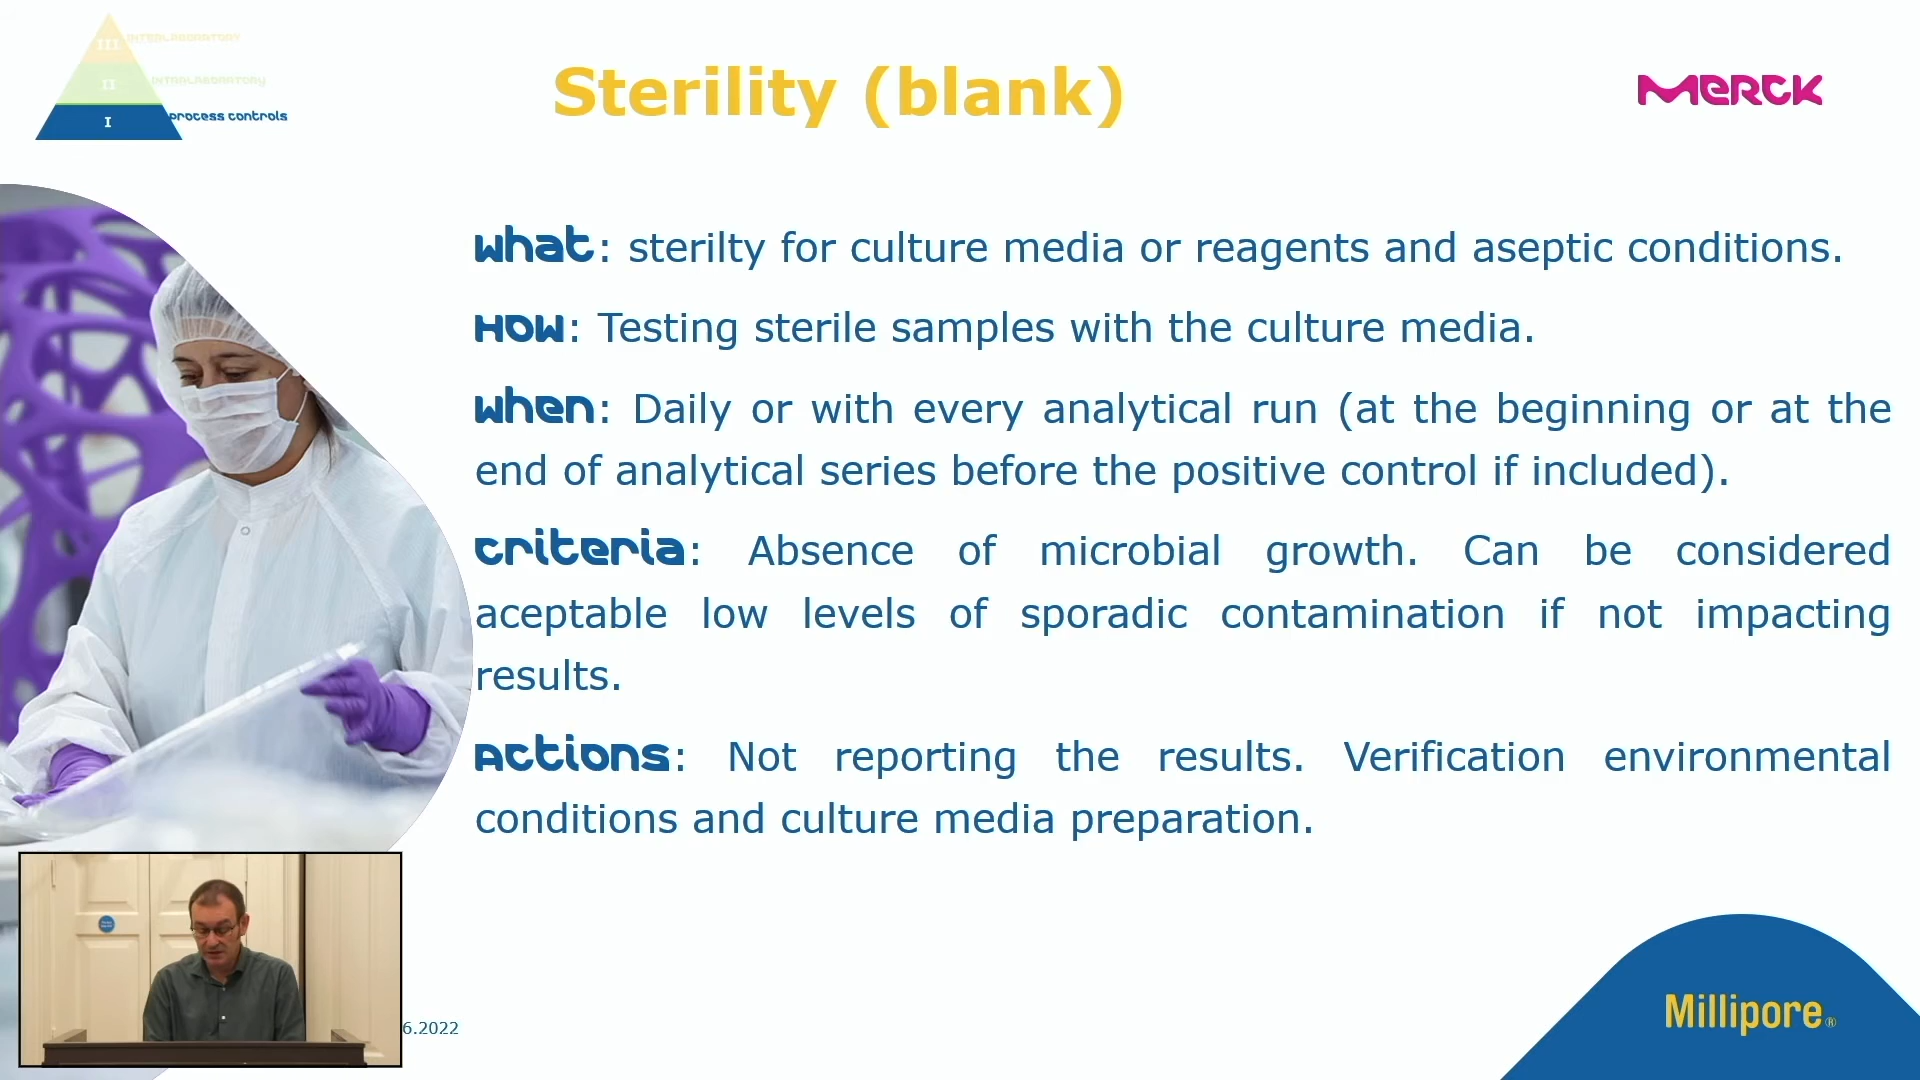 III INTERLABORATORY
II INTRALABORATORY
I process controls
Sterility (blank)
MERCK
What: sterilty for culture media or reagents and aseptic conditions.
How: Testing sterile samples with the culture media.
When: Daily or with every analytical run (at the beginning or at the
end of analytical series before the positive control if included).
Criteria: Absence of microbial growth. Can be considered
aceptable low levels of sporadic contamination if not impacting
results.
Actions: Not reporting the results. Verification environmental
conditions and culture media preparation.
6.2022
Millipore®